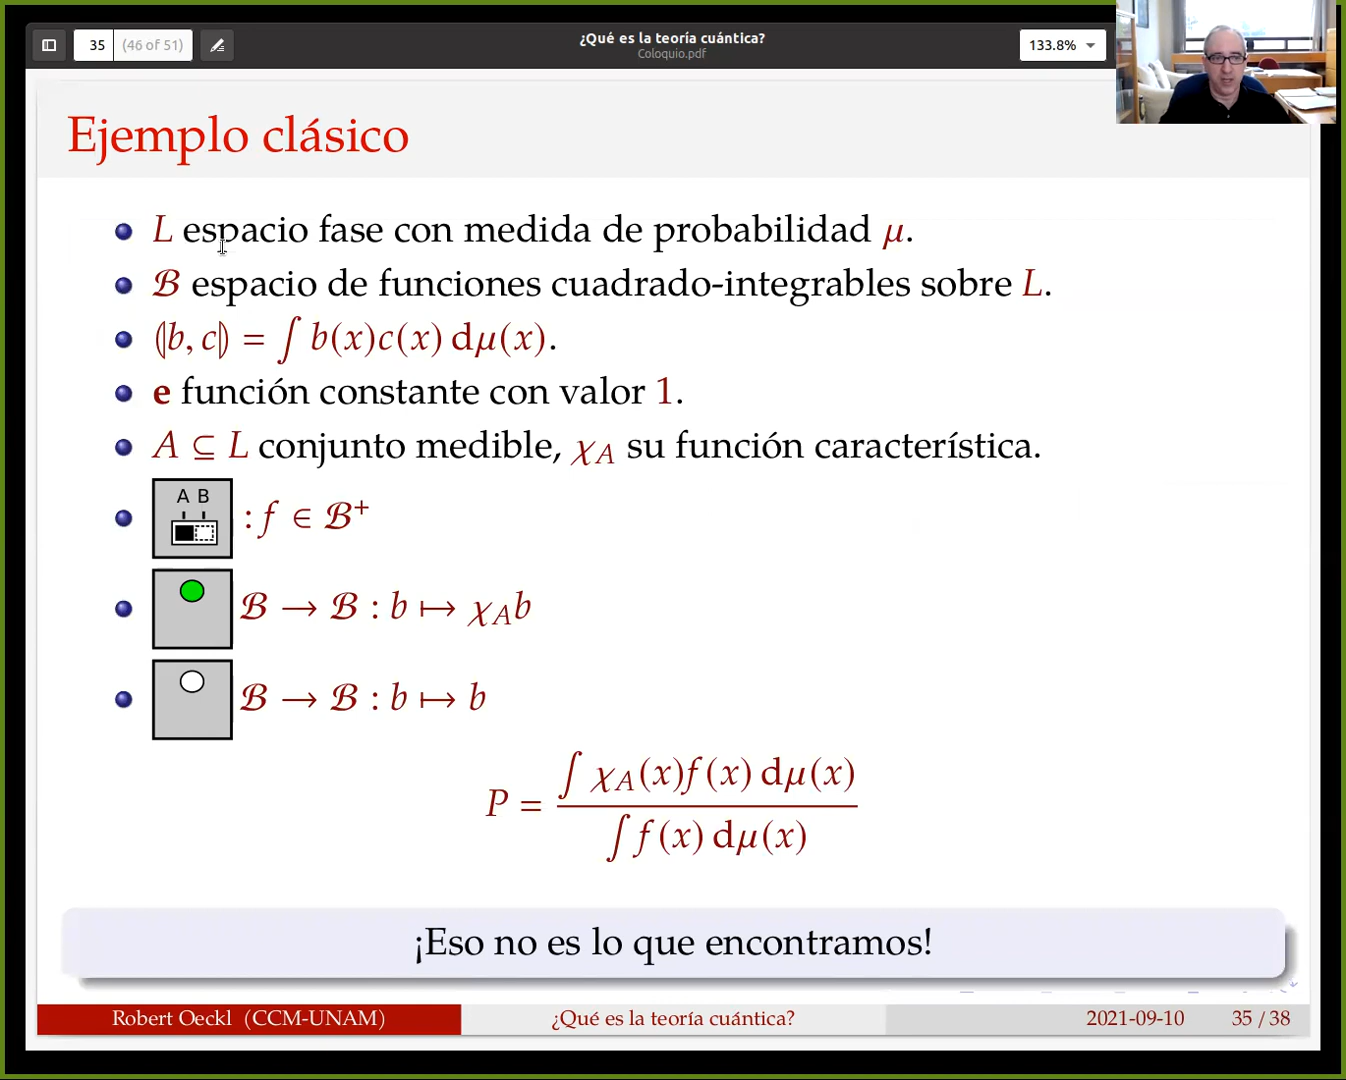 35 (46 of 51)
¿Qué es la teoría cuántica?
Coloquio.pdf
133.8%
Ejemplo clásico
L espacio fase con medida de probabilidad μ.
ℬ espacio de funciones cuadrado-integrables sobre L.
(|b, c|) = ∫ b(x)c(x) dμ(x).
e función constante con valor 1.
A ⊆ L conjunto medible, χ_A su función característica.
A B
: f ∈ ℬ⁺
ℬ → ℬ : b ↦ χ_A b
ℬ → ℬ : b ↦ b
P = ∫ χ_A(x)f(x) dμ(x) / ∫ f(x) dμ(x)
¡Eso no es lo que encontramos!
Robert Oeckl (CCM-UNAM) ¿Qué es la teoría cuántica? 2021-09-10 35 / 38